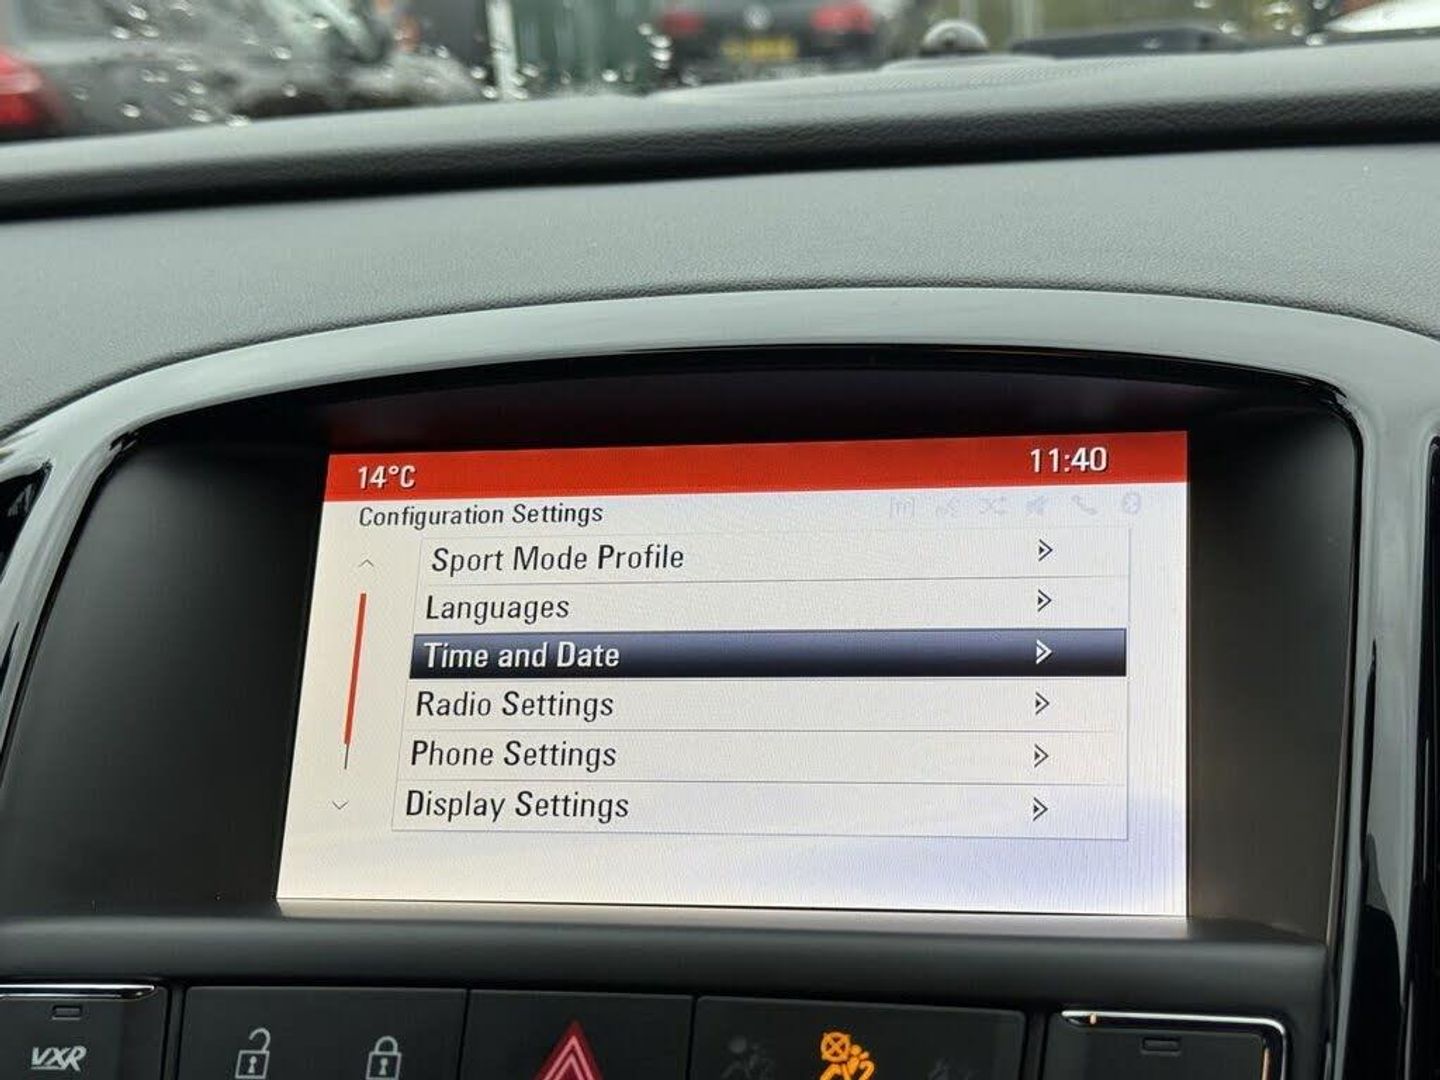 14°C 11:40
Configuration Settings
Sport Mode Profile
Languages
Time and Date
Radio Settings
Phone Settings
Display Settings
VXR